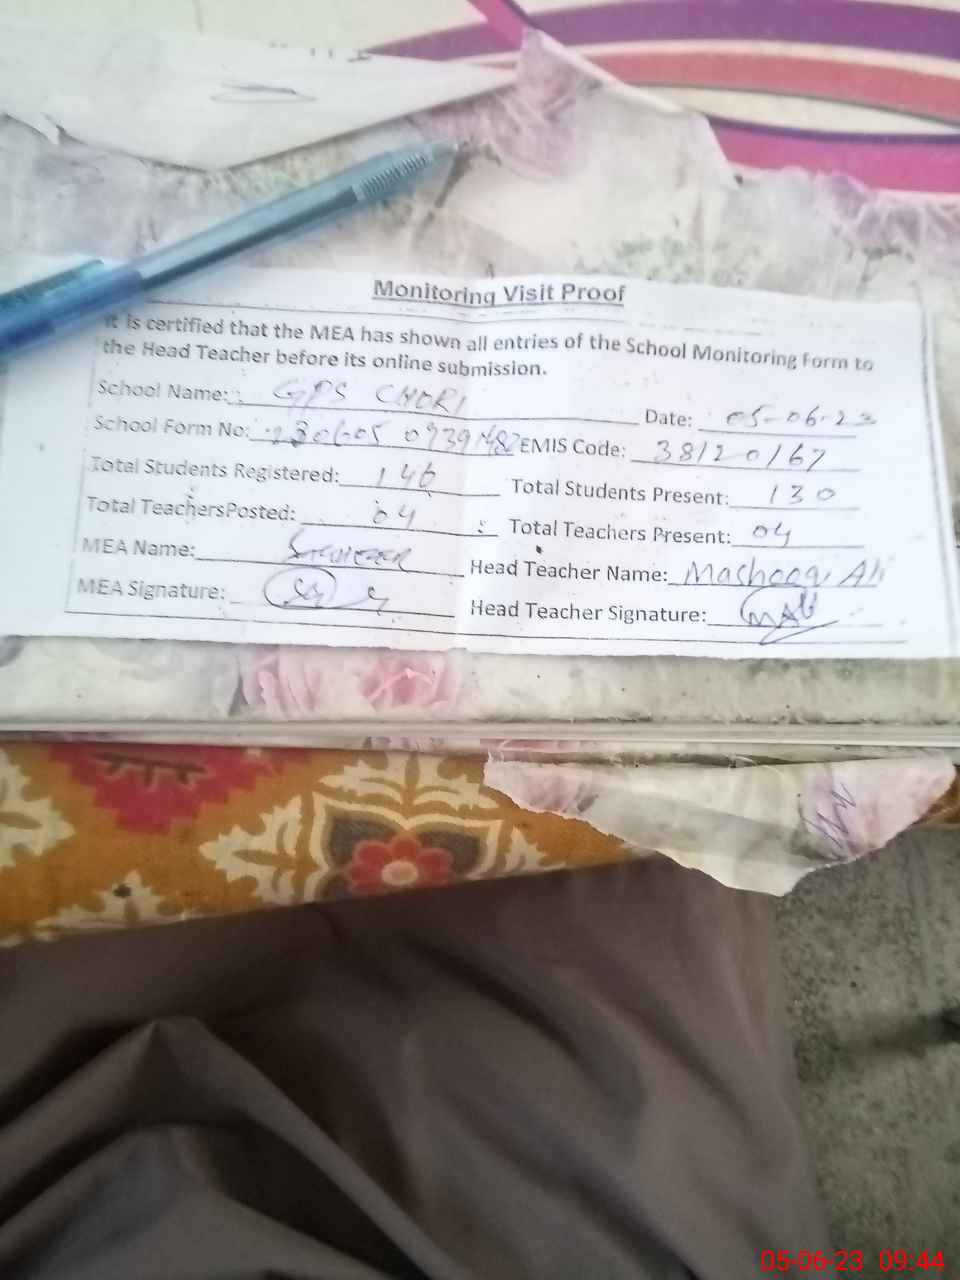 Monitoring Visit Proof
It is certified that the MEA has shown all entries of the School Monitoring Form to
the Head Teacher before its online submission.
School Name: GPS CHORI Date: 05-06-23
School Form No: EMIS Code: 38120167
Total Students Registered: 146 Total Students Present: 130
Total TeachersPosted: 04 Total Teachers Present: 04
MEA Name: Head Teacher Name: Mashooq Ali
MEA Signature: Head Teacher Signature:
05-06-23 09:44